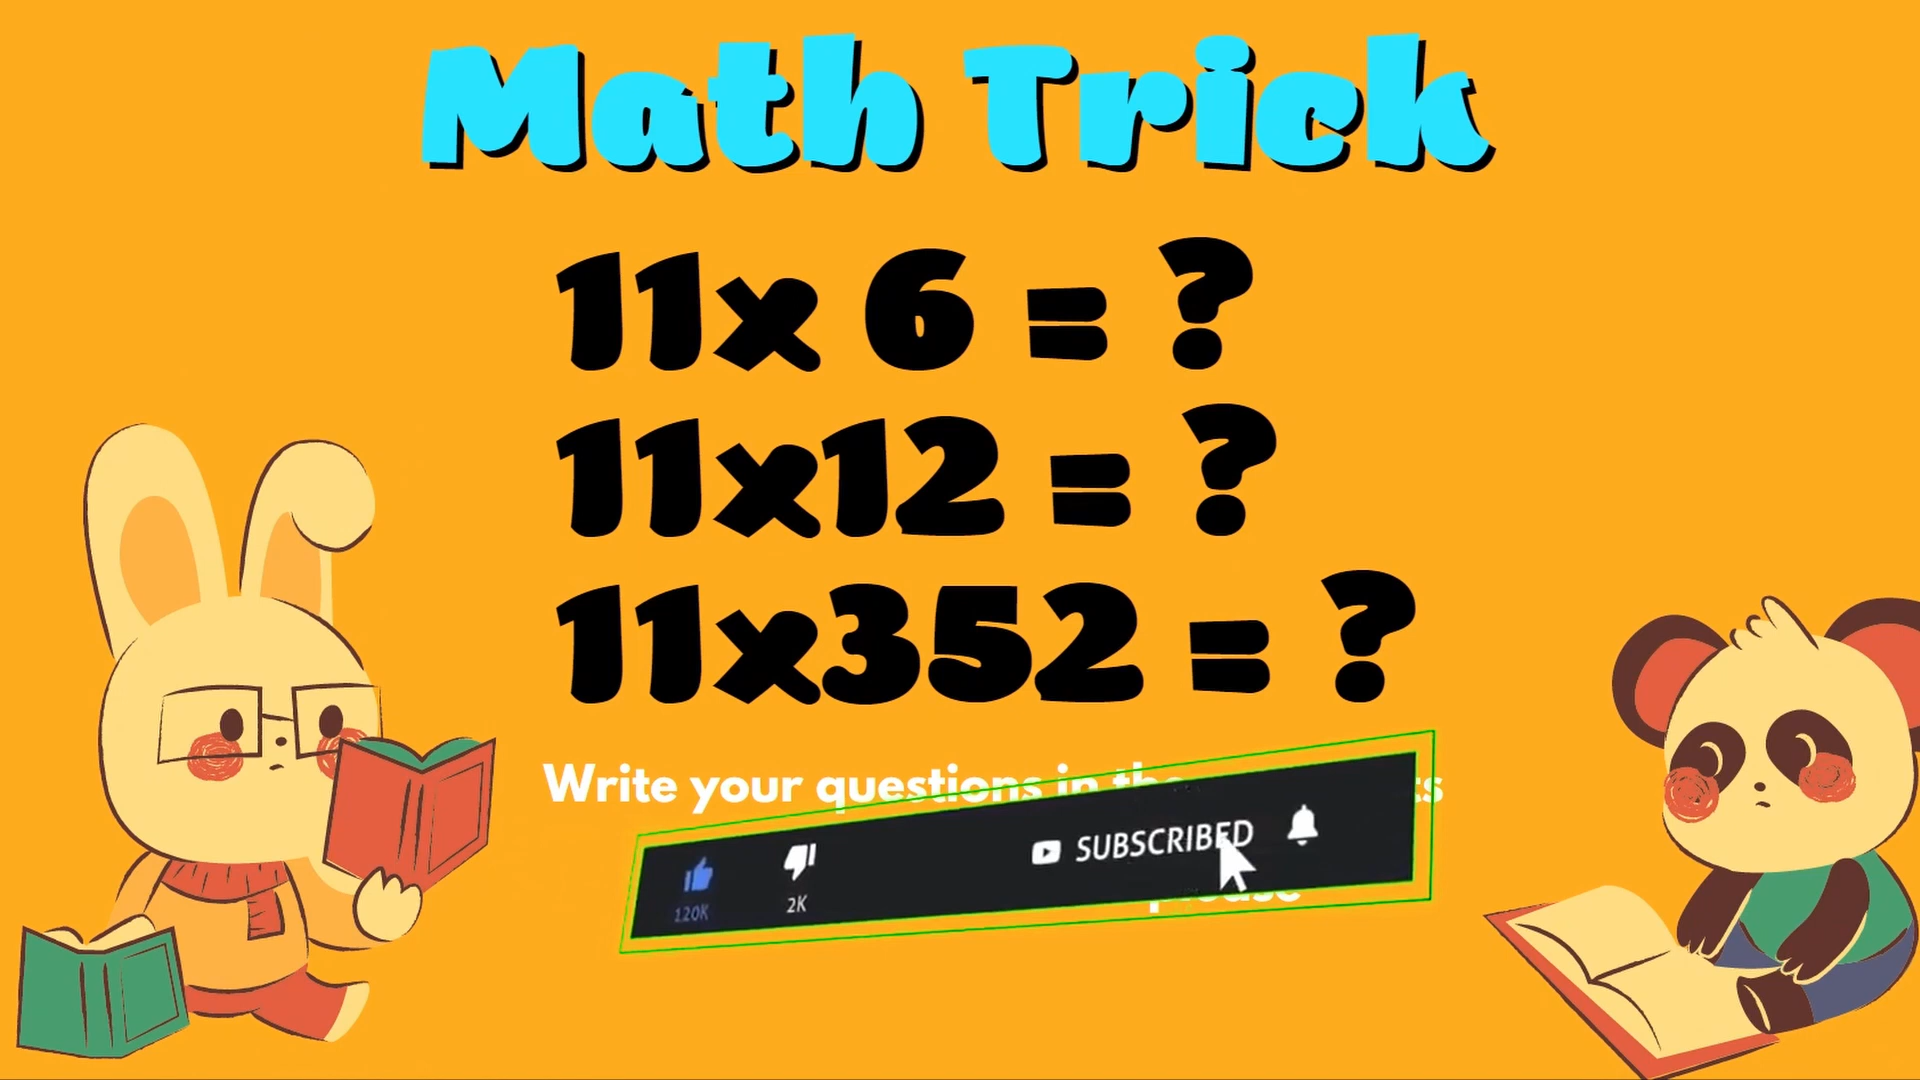 Math Trick
11x 6 = ?
11x12 = ?
11x352 = ?
Write your questions in
SUBSCRIBED
120K
2K